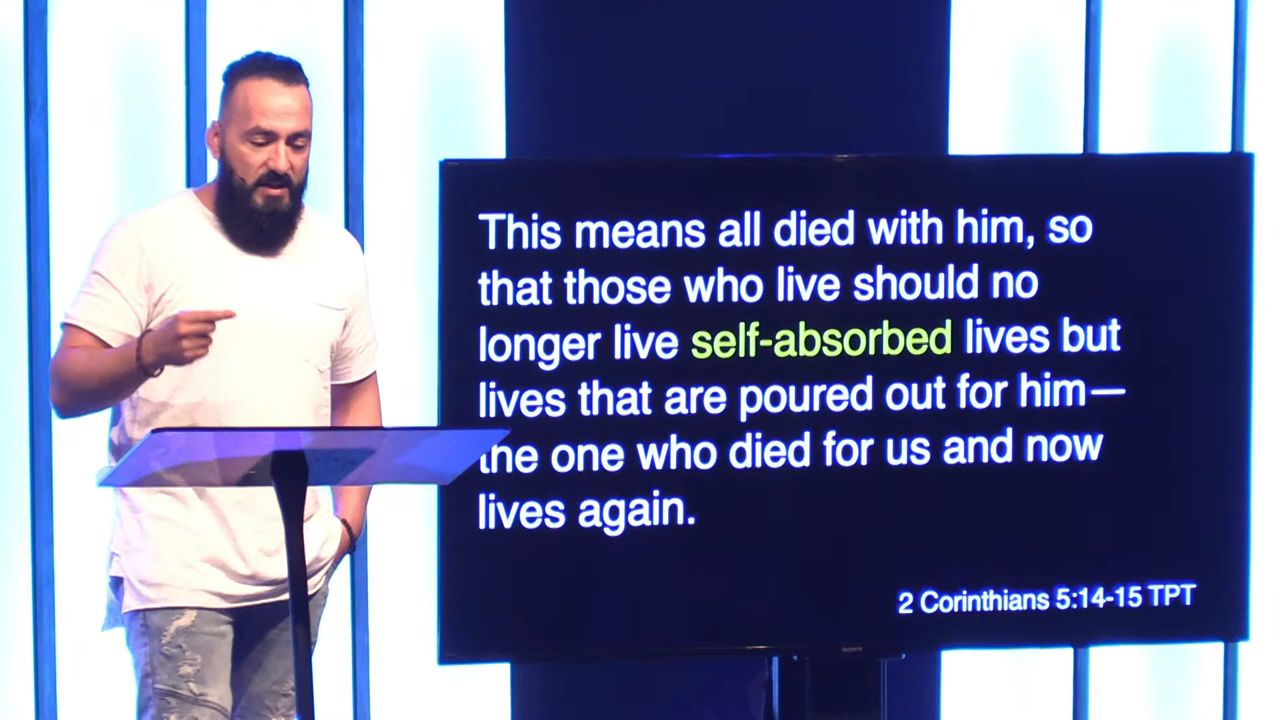 This means all died with him, so
that those who live should no
longer live self-absorbed lives but
lives that are poured out for him—
the one who died for us and now
lives again.
2 Corinthians 5:14-15 TPT
SONY